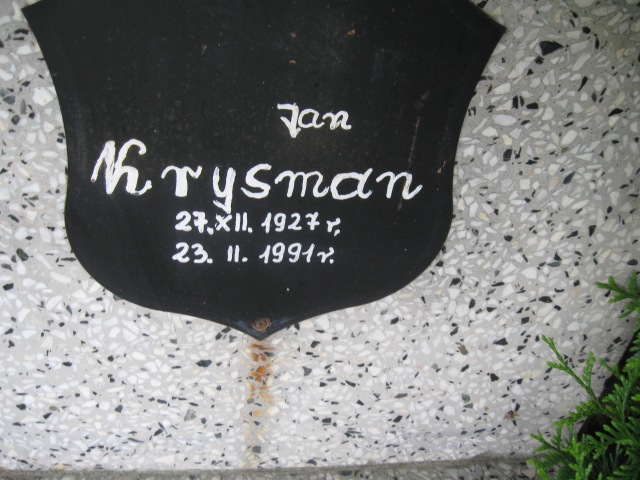 Jan
Krysman
27.XII.1927 r.
23. II. 1991 r.